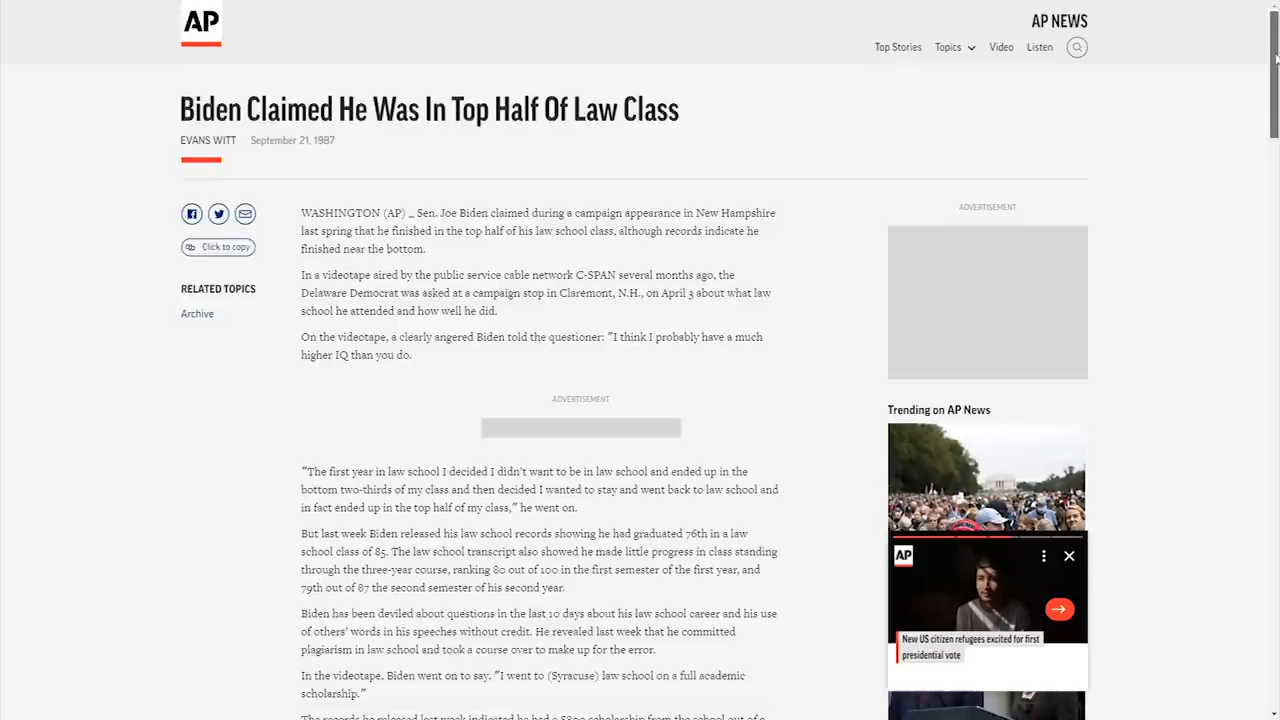 AP
AP NEWS
Top Stories Topics Video Listen
Biden Claimed He Was In Top Half Of Law Class
EVANS WITT September 21, 1987
Click to copy
RELATED TOPICS
Archive
WASHINGTON (AP) _ Sen. Joe Biden claimed during a campaign appearance in New Hampshire
last spring that he finished in the top half of his law school class, although records indicate he
finished near the bottom.
In a videotape aired by the public service cable network C-SPAN several months ago, the
Delaware Democrat was asked at a campaign stop in Claremont, N.H., on April 3 about what law
school he attended and how well he did.
On the videotape, a clearly angered Biden told the questioner: "I think I probably have a much
higher IQ than you do.
ADVERTISEMENT
"The first year in law school I decided I didn't want to be in law school and ended up in the
bottom two-thirds of my class and then decided I wanted to stay and went back to law school and
in fact ended up in the top half of my class," he went on.
But last week Biden released his law school records showing he had graduated 76th in a law
school class of 85. The law school transcript also showed he made little progress in class standing
through the three-year course, ranking 80 out of 100 in the first semester of the first year, and
79th out of 87 the second semester of his second year.
Biden has been deviled about questions in the last 10 days about his law school career and his use
of others' words in his speeches without credit. He revealed last week that he committed
plagiarism in law school and took a course over to make up for the error.
In the videotape, Biden went on to say, "I went to (Syracuse) law school on a full academic
scholarship."
The records he released last week indicated he had a $800 scholarship from the school out of a
ADVERTISEMENT
Trending on AP News
AP
New US citizen refugees excited for first
presidential vote